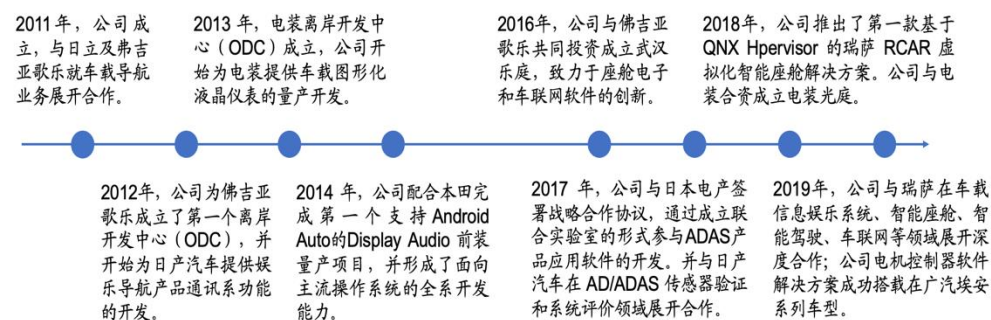 2011年，公司成
立，与日立及弗吉
亚歌乐就车载导航
业务展开合作。
2013 年，电装离岸开发中
心（ODC）成立，公司开
始为电装提供车载图形化
液晶仪表的量产开发。
2016年，公司与佛吉亚
歌乐共同投资成立武汉
乐庭，致力于座舱电子
和车联网软件的创新。
2018年，公司推出了第一款基于
QNX Hpervisor 的瑞萨 RCAR 虚
拟化智能座舱解决方案。公司与电
装合资成立电装光庭。
2012年，公司为佛吉亚
歌乐成立了第一个离岸
开发中心（ODC），并
开始为日产汽车提供娱
乐导航产品通讯系功能
的开发。
2014 年，公司配合本田完
成第一个支持 Android
Auto的Display Audio 前装
量产项目，并形成了面向
主流操作系统的全系开发
能力。
2017 年，公司与日本电产签
署战略合作协议，通过成立联
合实验室的形式参与ADAS产
品应用软件的开发。并与日产
汽车在 AD/ADAS 传感器验证
和系统评价领域展开合作。
2019年，公司与瑞萨在车载
信息娱乐系统、智能座舱、智
能驾驶、车联网等领域展开深
度合作；公司电机控制器软件
解决方案成功搭载在广汽埃安
系列车型。